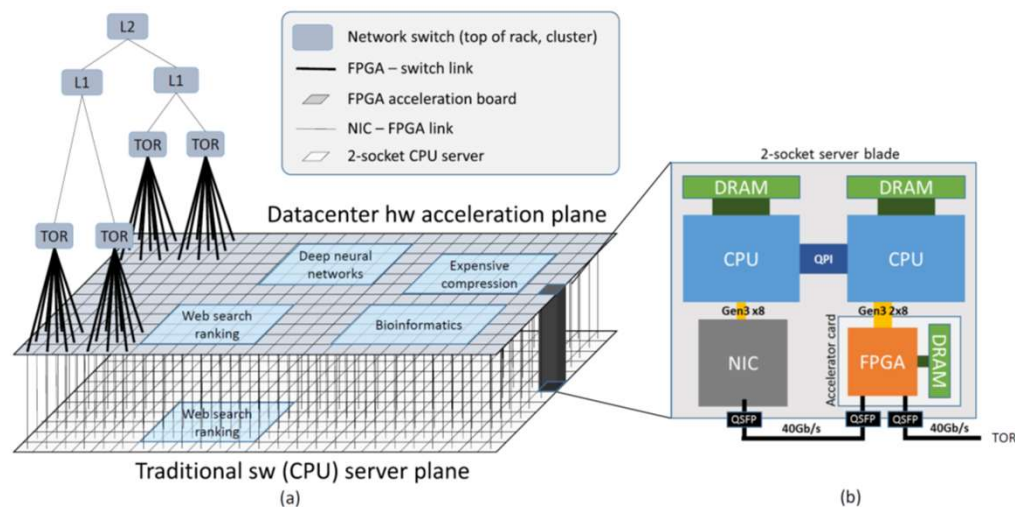 L2
L1
L1
TOR
TOR
TOR
TOR
Network switch (top of rack, cluster)
FPGA – switch link
FPGA acceleration board
NIC – FPGA link
2-socket CPU server
Datacenter hw acceleration plane
Deep neural
networks
Expensive
compression
Web search
ranking
Bioinformatics
Web search
ranking
Traditional sw (CPU) server plane
(a)
2-socket server blade
DRAM
DRAM
CPU
QPI
CPU
Gen3 x8
Gen3 2x8
NIC
Accelerator card
FPGA
DRAM
QSFP
QSFP
QSFP
40Gb/s
40Gb/s
TOR
(b)